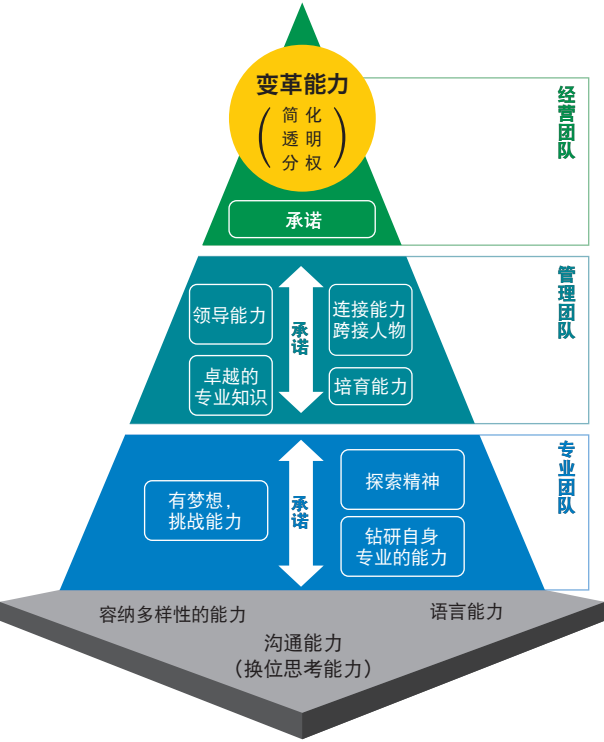 变革能力
简化
透明
分权
承诺
经营团队
领导能力
连接能力
跨接人物
承诺
卓越的
专业知识
培育能力
管理团队
有梦想，
挑战能力
承诺
探索精神
钻研自身
专业的能力
专业团队
容纳多样性的能力
语言能力
沟通能力
（换位思考能力）